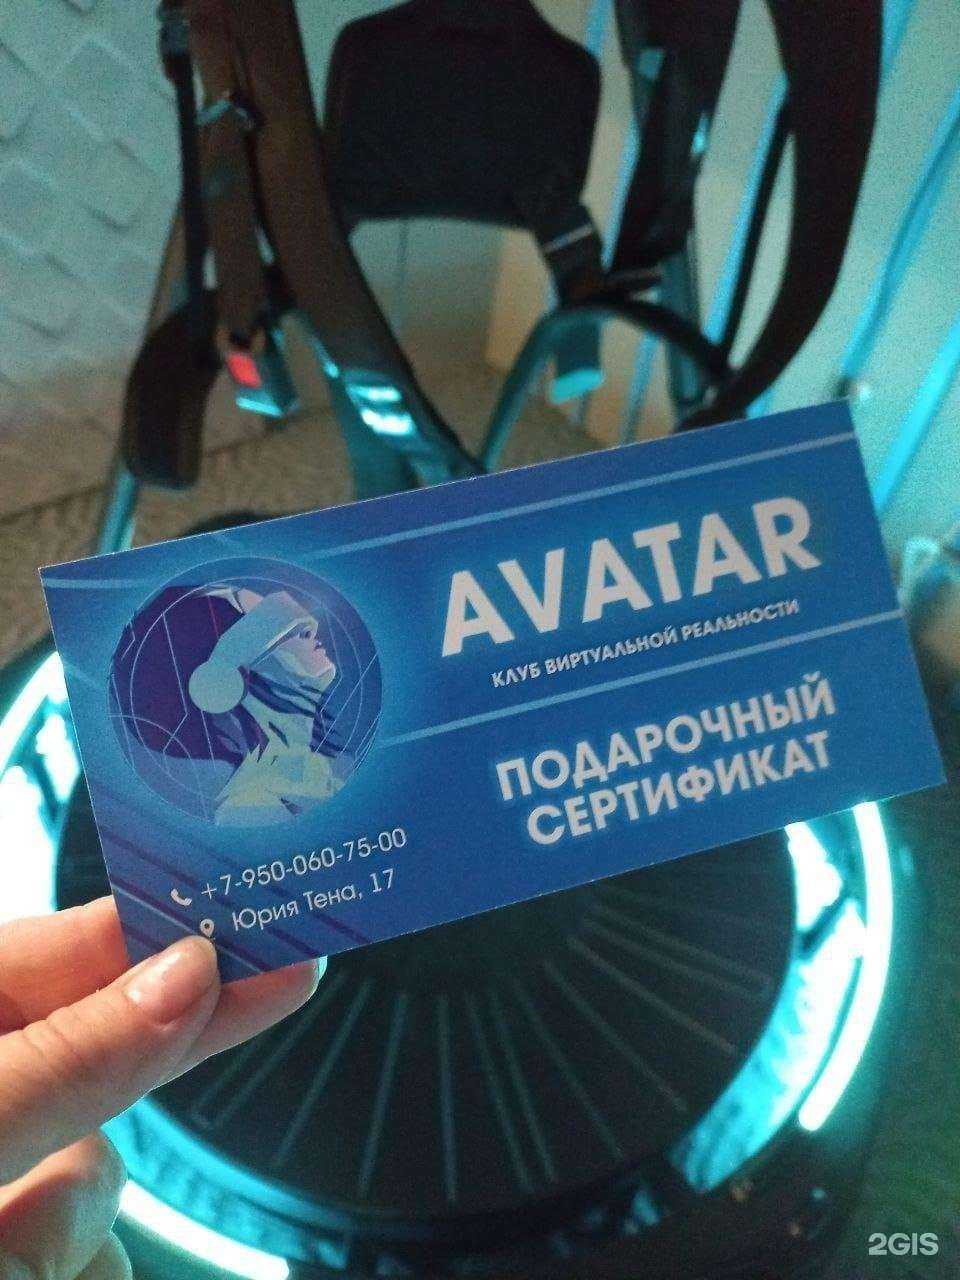 AVATAR
КЛУБ ВИРТУАЛЬНОЙ РЕАЛЬНОСТИ
ПОДАРОЧНЫЙ
СЕРТИФИКАТ
+7-950-060-75-00
Юрия Тена, 17
2GIS